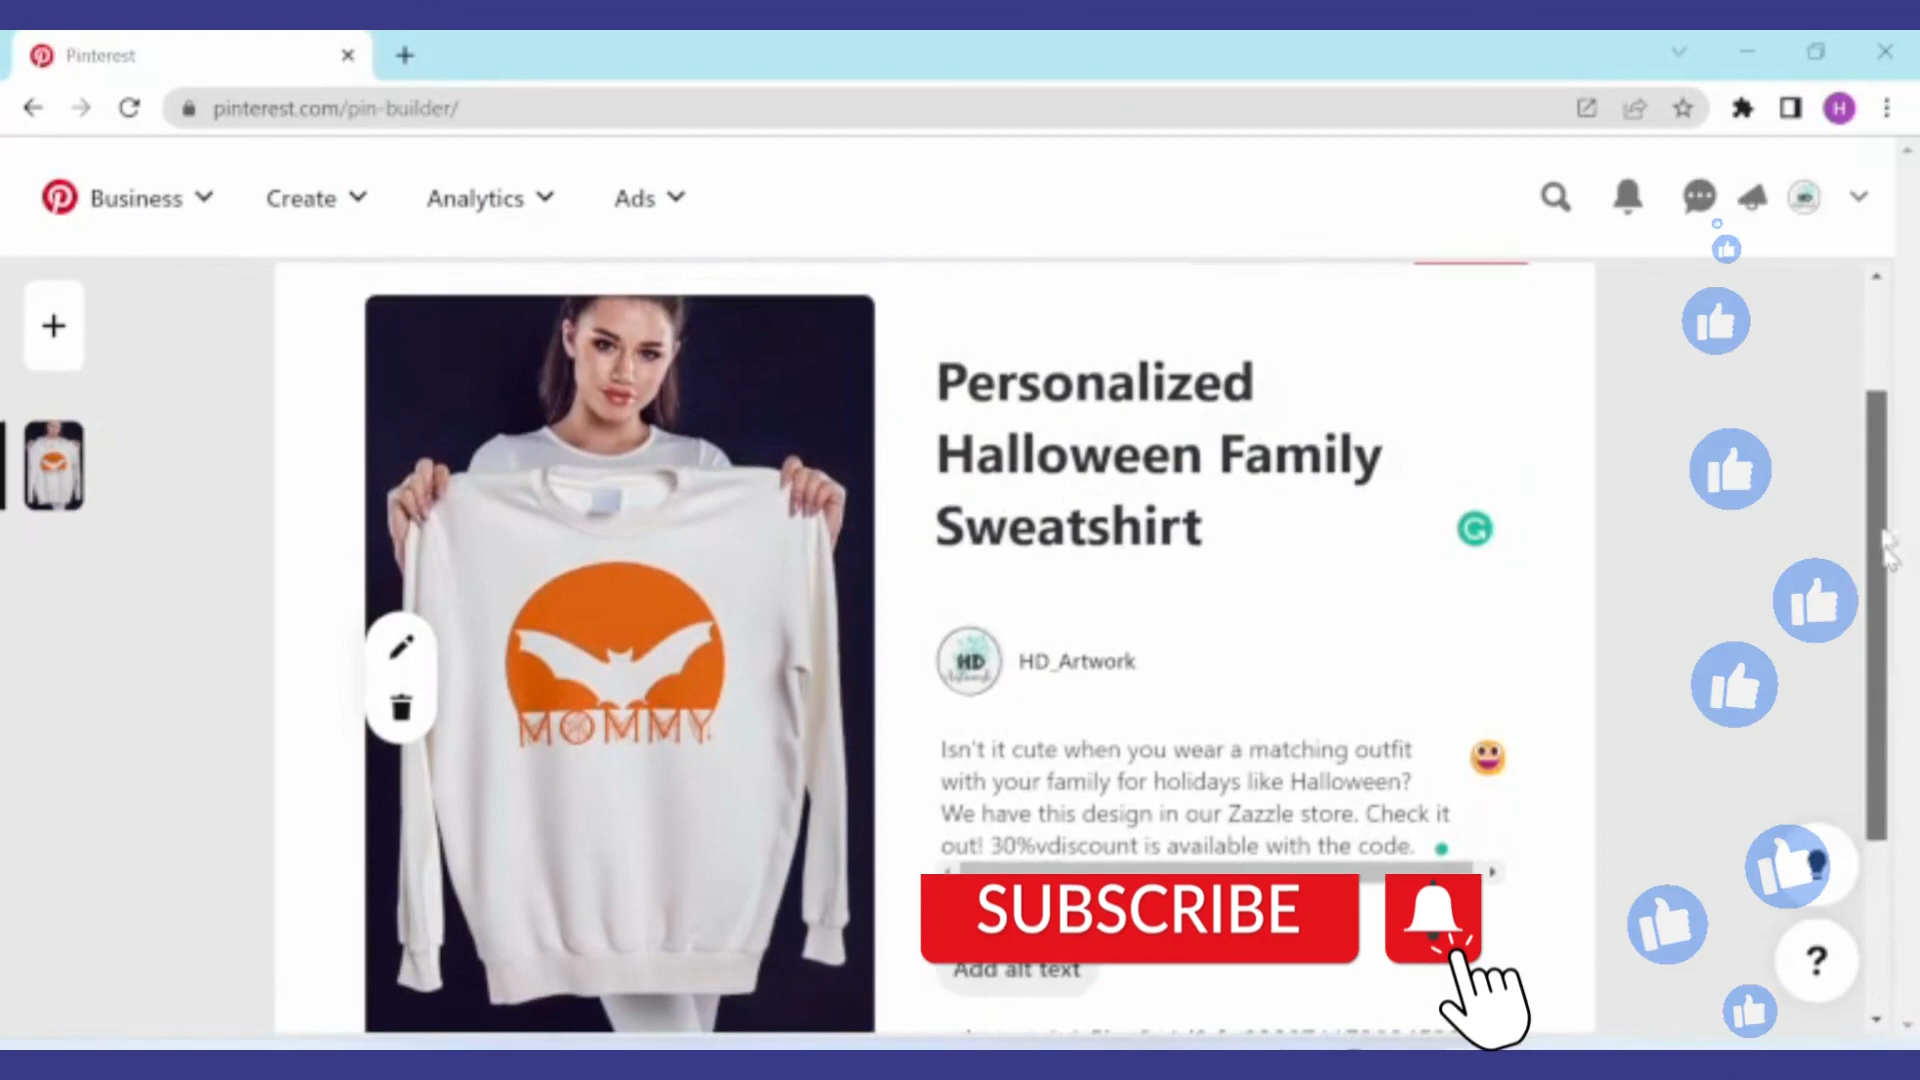 Pinterest
pinterest.com/pin-builder/
H
Business
Create
Analytics
Ads
Personalized
Halloween Family
Sweatshirt
HD
Artwork
HD_Artwork
MOMMY
Isn't it cute when you wear a matching outfit
with your family for holidays like Halloween?
We have this design in our Zazzle store. Check it
out! 30%vdiscount is available with the code.
SUBSCRIBE
Add alt text
?